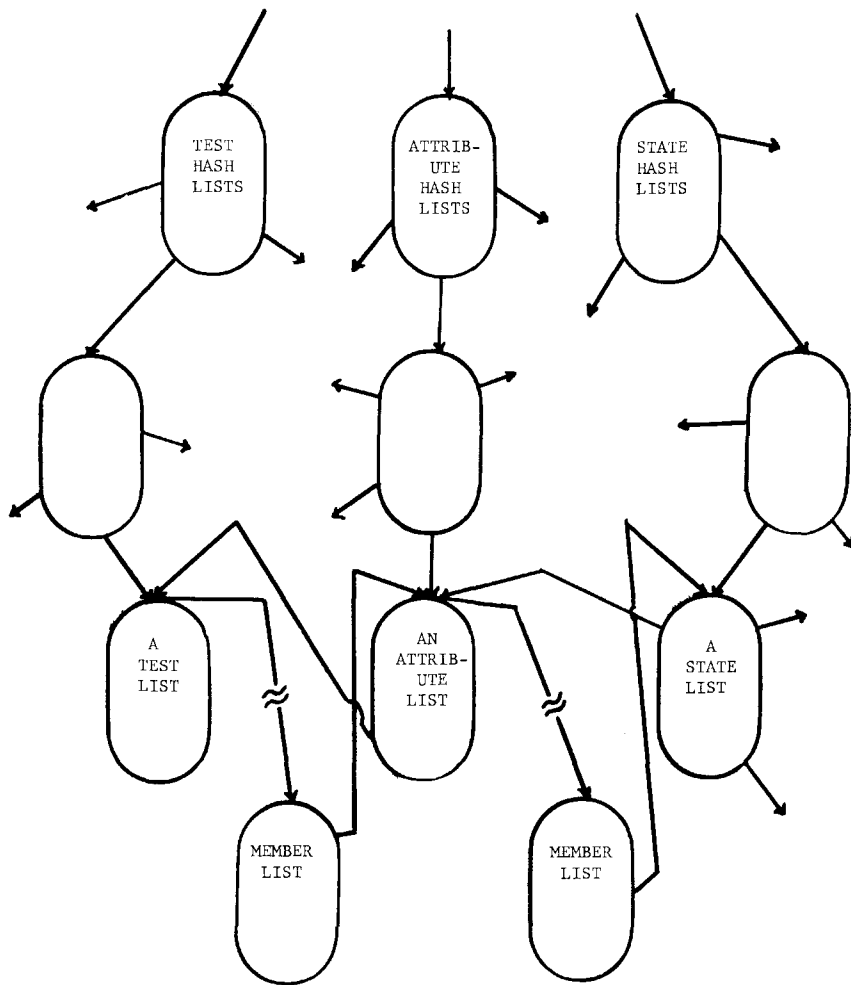 TEST
HASH
LISTS
ATTRIB-
UTE
HASH
LISTS
STATE
HASH
LISTS
A
TEST
LIST
AN
ATTRIB-
UTE
LIST
A
STATE
LIST
MEMBER
LIST
MEMBER
LIST